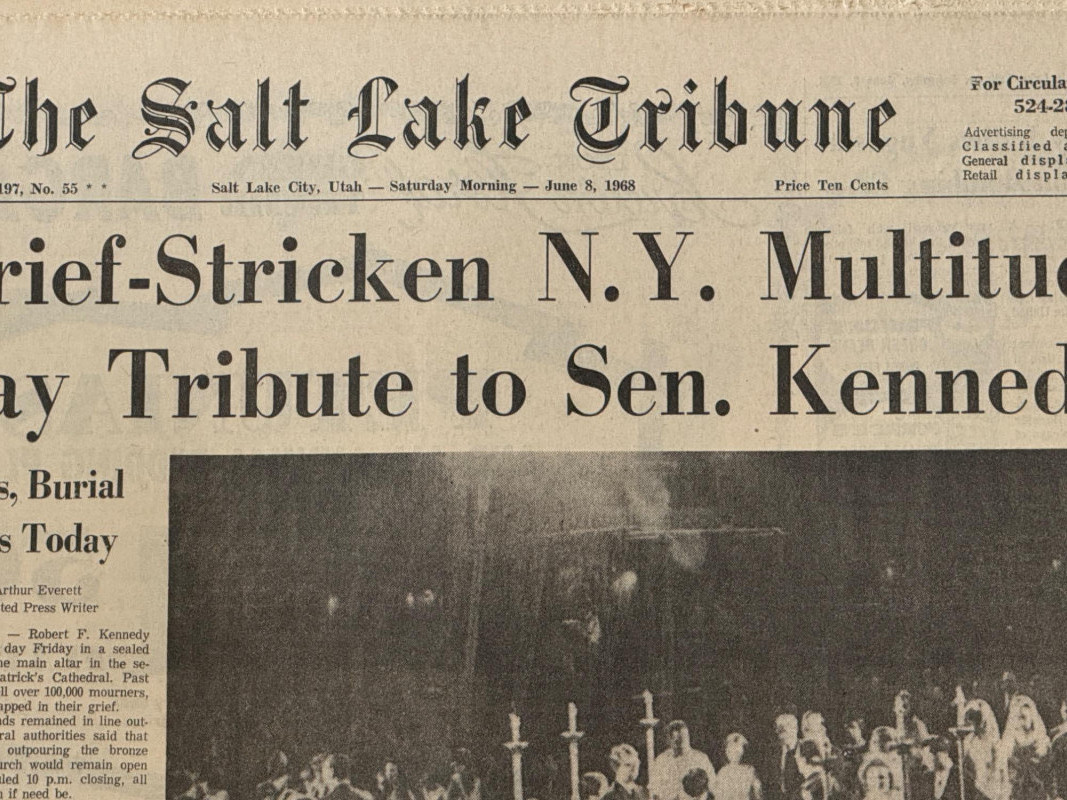 The Salt Lake Tribune
For Circula
524-28
Advertising dep
Classified a
General displ
Retail displa
197, No. 55 * *
Salt Lake City, Utah — Saturday Morning — June 8, 1968
Price Ten Cents
rief-Stricken N.Y. Multitud
ay Tribute to Sen. Kenned
s, Burial
s Today
Arthur Everett
ted Press Writer
— Robert F. Kennedy
day Friday in a sealed
he main altar in the se-
atrick's Cathedral. Past
ll over 100,000 mourners,
apped in their grief.
ds remained in line out-
ral authorities said that
outpouring the bronze
urch would remain open
led 10 p.m. closing, all
n if need be.